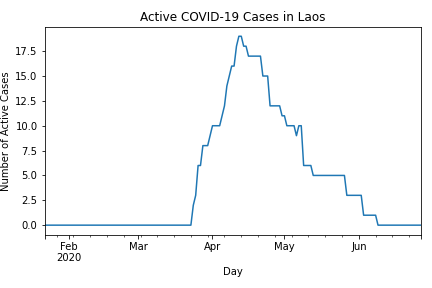 Active COVID-19 Cases in Laos
Number of Active Cases
17.5
15.0
12.5
10.0
7.5
5.0
2.5
0.0
Feb Mar Apr May Jun
2020
Day